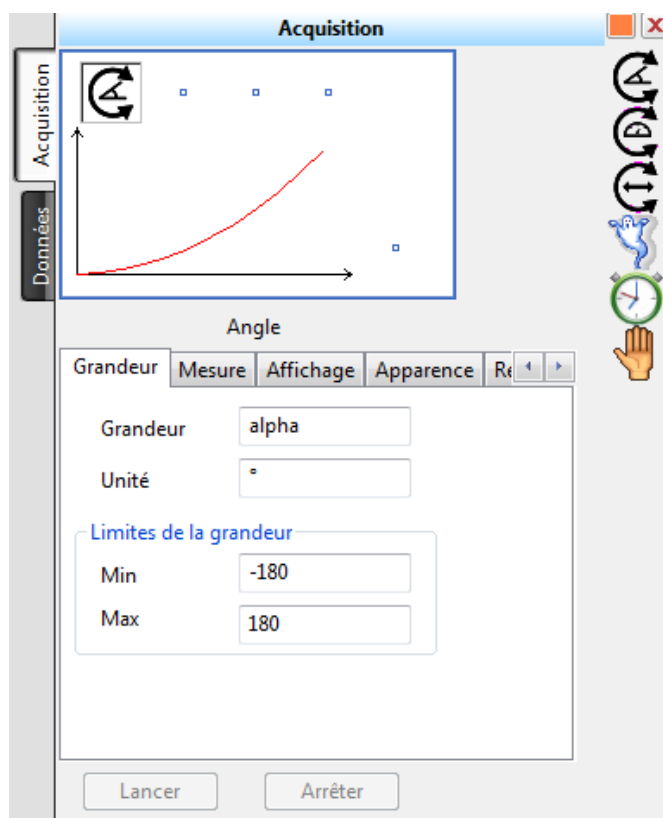 Acquisition
Acquisition
Données
Angle
Grandeur Mesure Affichage Apparence Re
Grandeur alpha
Unité °
Limites de la grandeur
Min -180
Max 180
Lancer Arrêter